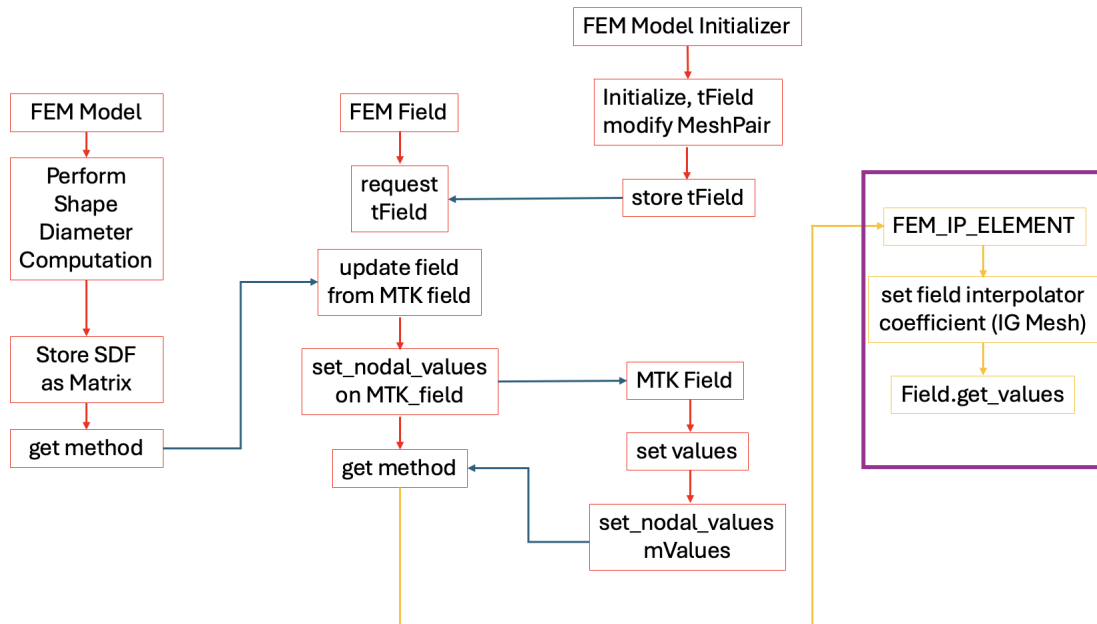 FEM Model Initializer
Initialize, tField
modify MeshPair
store tField
FEM Model
Perform
Shape
Diameter
Computation
Store SDF
as Matrix
get method
FEM Field
request
tField
update field
from MTK field
set_nodal_values
on MTK_field
get method
MTK Field
set values
set_nodal_values
mValues
FEM_IP_ELEMENT
set field interpolator
coefficient (IG Mesh)
Field.get_values